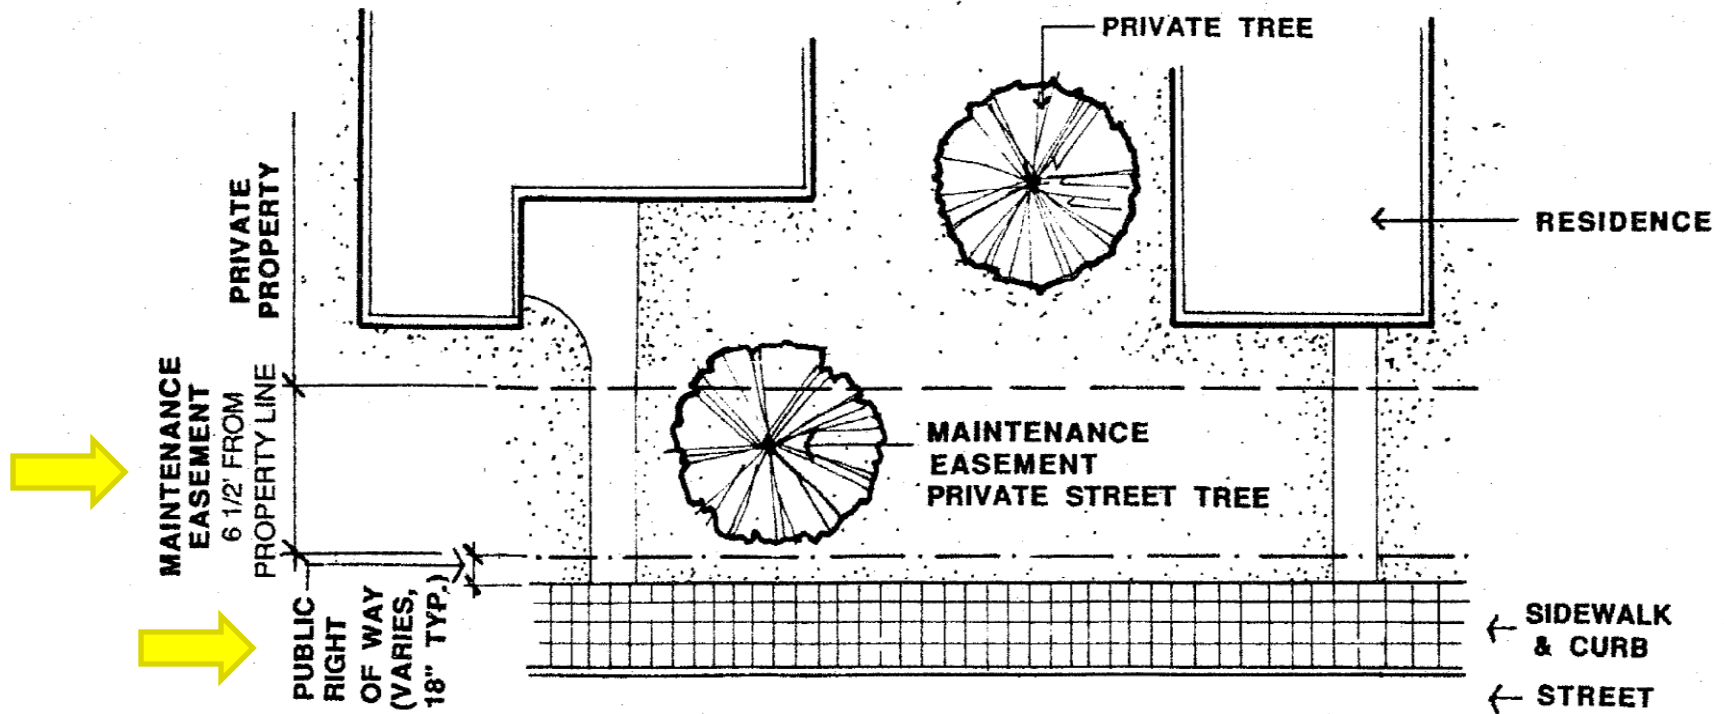 PRIVATE TREE
RESIDENCE
PRIVATE
PROPERTY
MAINTENANCE
EASEMENT
6 1/2' FROM
PROPERTY LINE
MAINTENANCE
EASEMENT
PRIVATE STREET TREE
PUBLIC
RIGHT
OF WAY
(VARIES,
18" TYP.)
SIDEWALK
& CURB
STREET